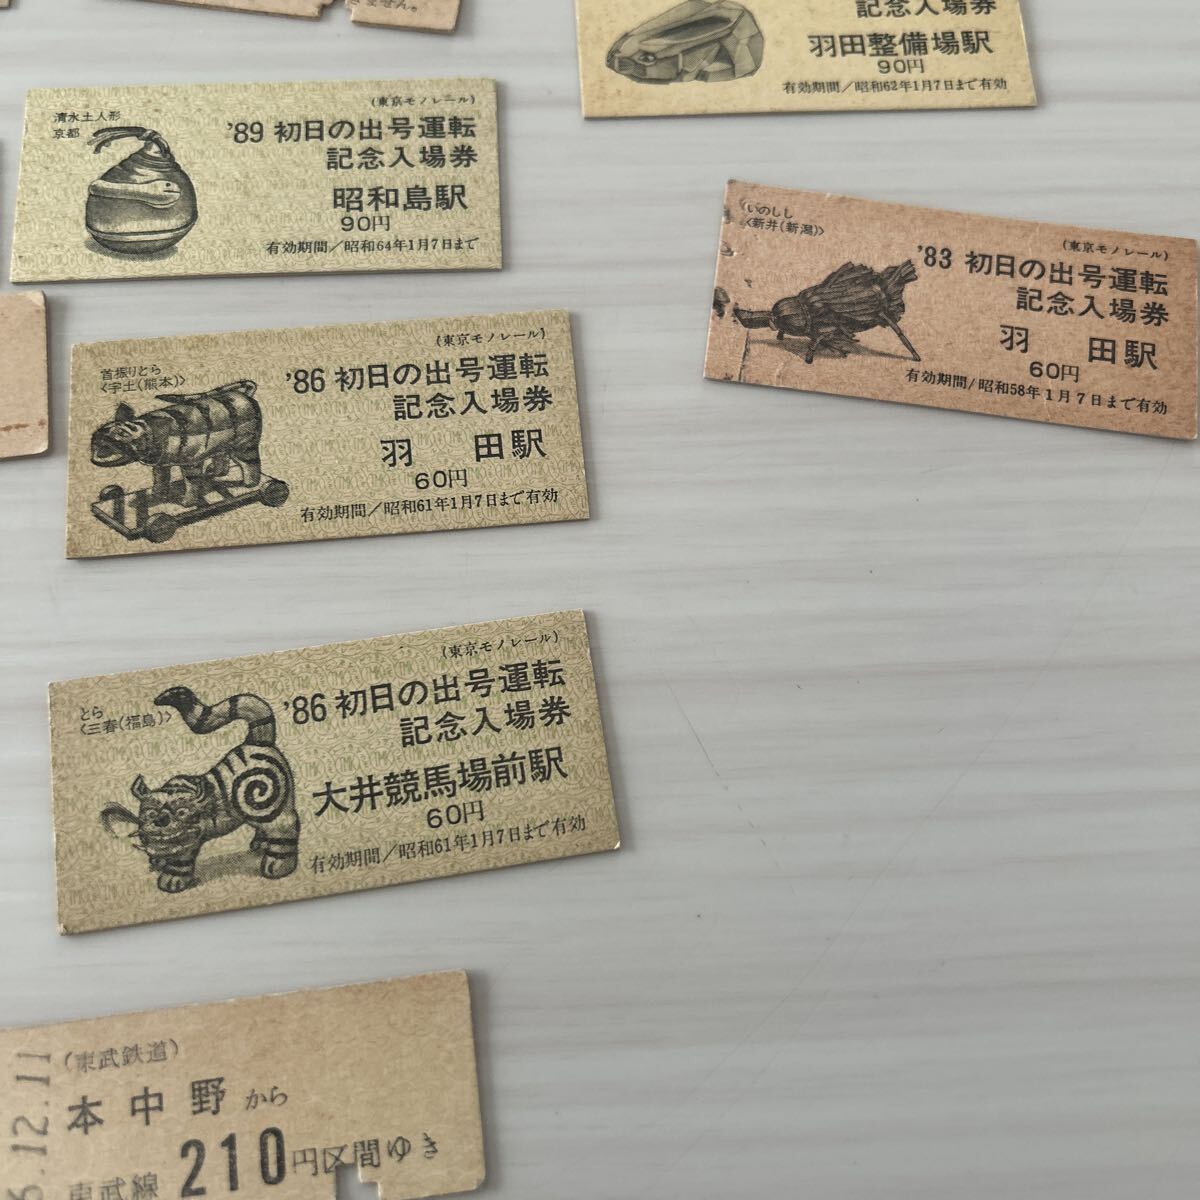 きません。
記念入場券
羽田整備場駅
90円
有効期間/昭和62年1月7日まで有効
清水土人形
京都
(東京モノレール)
'89 初日の出号運転
記念入場券
昭和島駅
90円
有効期間/昭和64年1月7日まで
いのしし
<新井(新潟)>
(東京モノレール)
'83 初日の出号運転
記念入場券
羽 田駅
60円
有効期間/昭和58年1月7日まで有効
首振りとら
<宇土(熊本)>
(東京モノレール)
'86 初日の出号運転
記念入場券
羽 田駅
60円
有効期間/昭和61年1月7日まで有効
とら
<三春(福島)>
(東京モノレール)
'86 初日の出号運転
記念入場券
大井競馬場前駅
60円
有効期間/昭和61年1月7日まで有効
.12.11
(東武鉄道)
本中野から
東武線 210円区間ゆき